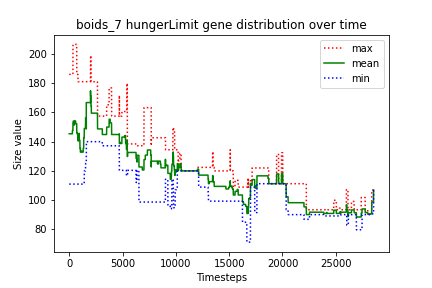 boids_7 hungerLimit gene distribution over time
max
mean
min
Size value
200
180
160
140
120
100
80
0 5000 10000 15000 20000 25000
Timesteps